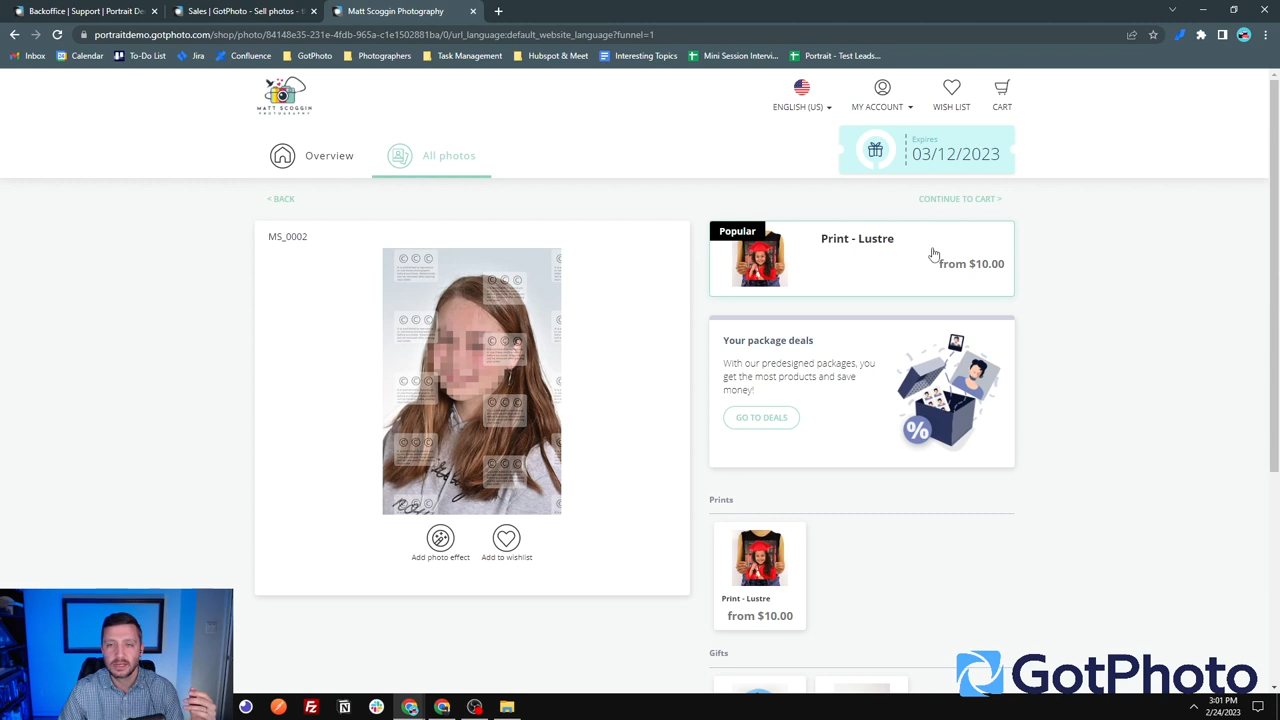 Backoffice | Support | Portrait De
Sales | GotPhoto | Portrait - St
Matt Scoggin Photography
portraitdemo.gotphoto.com/shop/photo/84148e35-231e-4fdb-965a-c1e1502881ba/0/url_language:default_website_language?funnel=1
Inbox
Calendar
To-Do List
Jira
Confluence
GotPhoto
Photographers
Task Management
Hubspot & Meet
Interesting Topics
Mini Session Intervi...
Portrait - Test Leads...
MATT SCOGGIN
PHOTOGRAPHY
ENGLISH (US)
MY ACCOUNT
WISH LIST
CART
Overview
All photos
Expires
03/12/2023
< BACK
CONTINUE TO CART >
MS_0002
Popular
Print - Lustre
from $10.00
Your package deals
With our predesigned packages, you
get the most products and save
money!
GO TO DEALS
%
Add photo effect
Add to wishlist
Prints
Print - Lustre
from $10.00
Gifts
GotPhoto
3:01 PM
2/24/2023